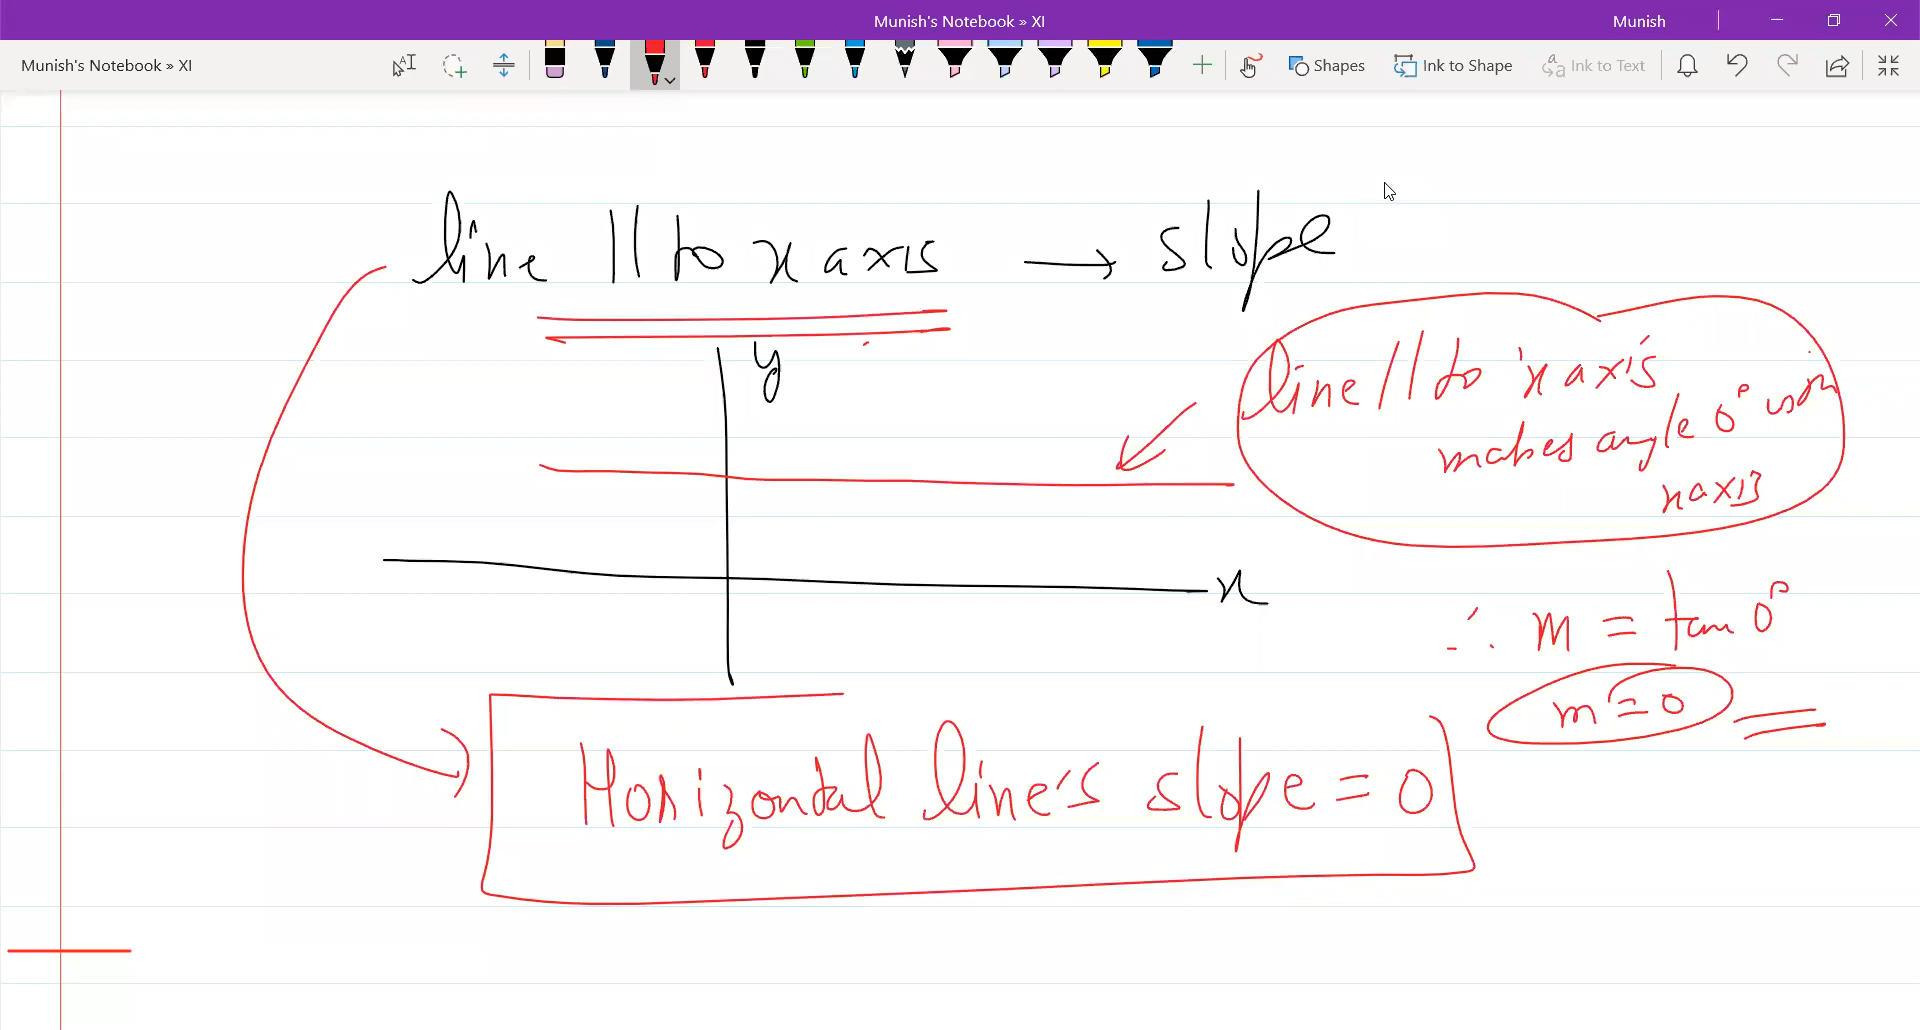 Munish's Notebook » XI
Munish
Munish's Notebook » XI
Shapes
Ink to Shape
Ink to Text
line || to x axis → slope
y
line // to x axis
makes angle 0° with
x axis
x
∴ m = tan 0°
m = 0
Horizontal line's slope = 0